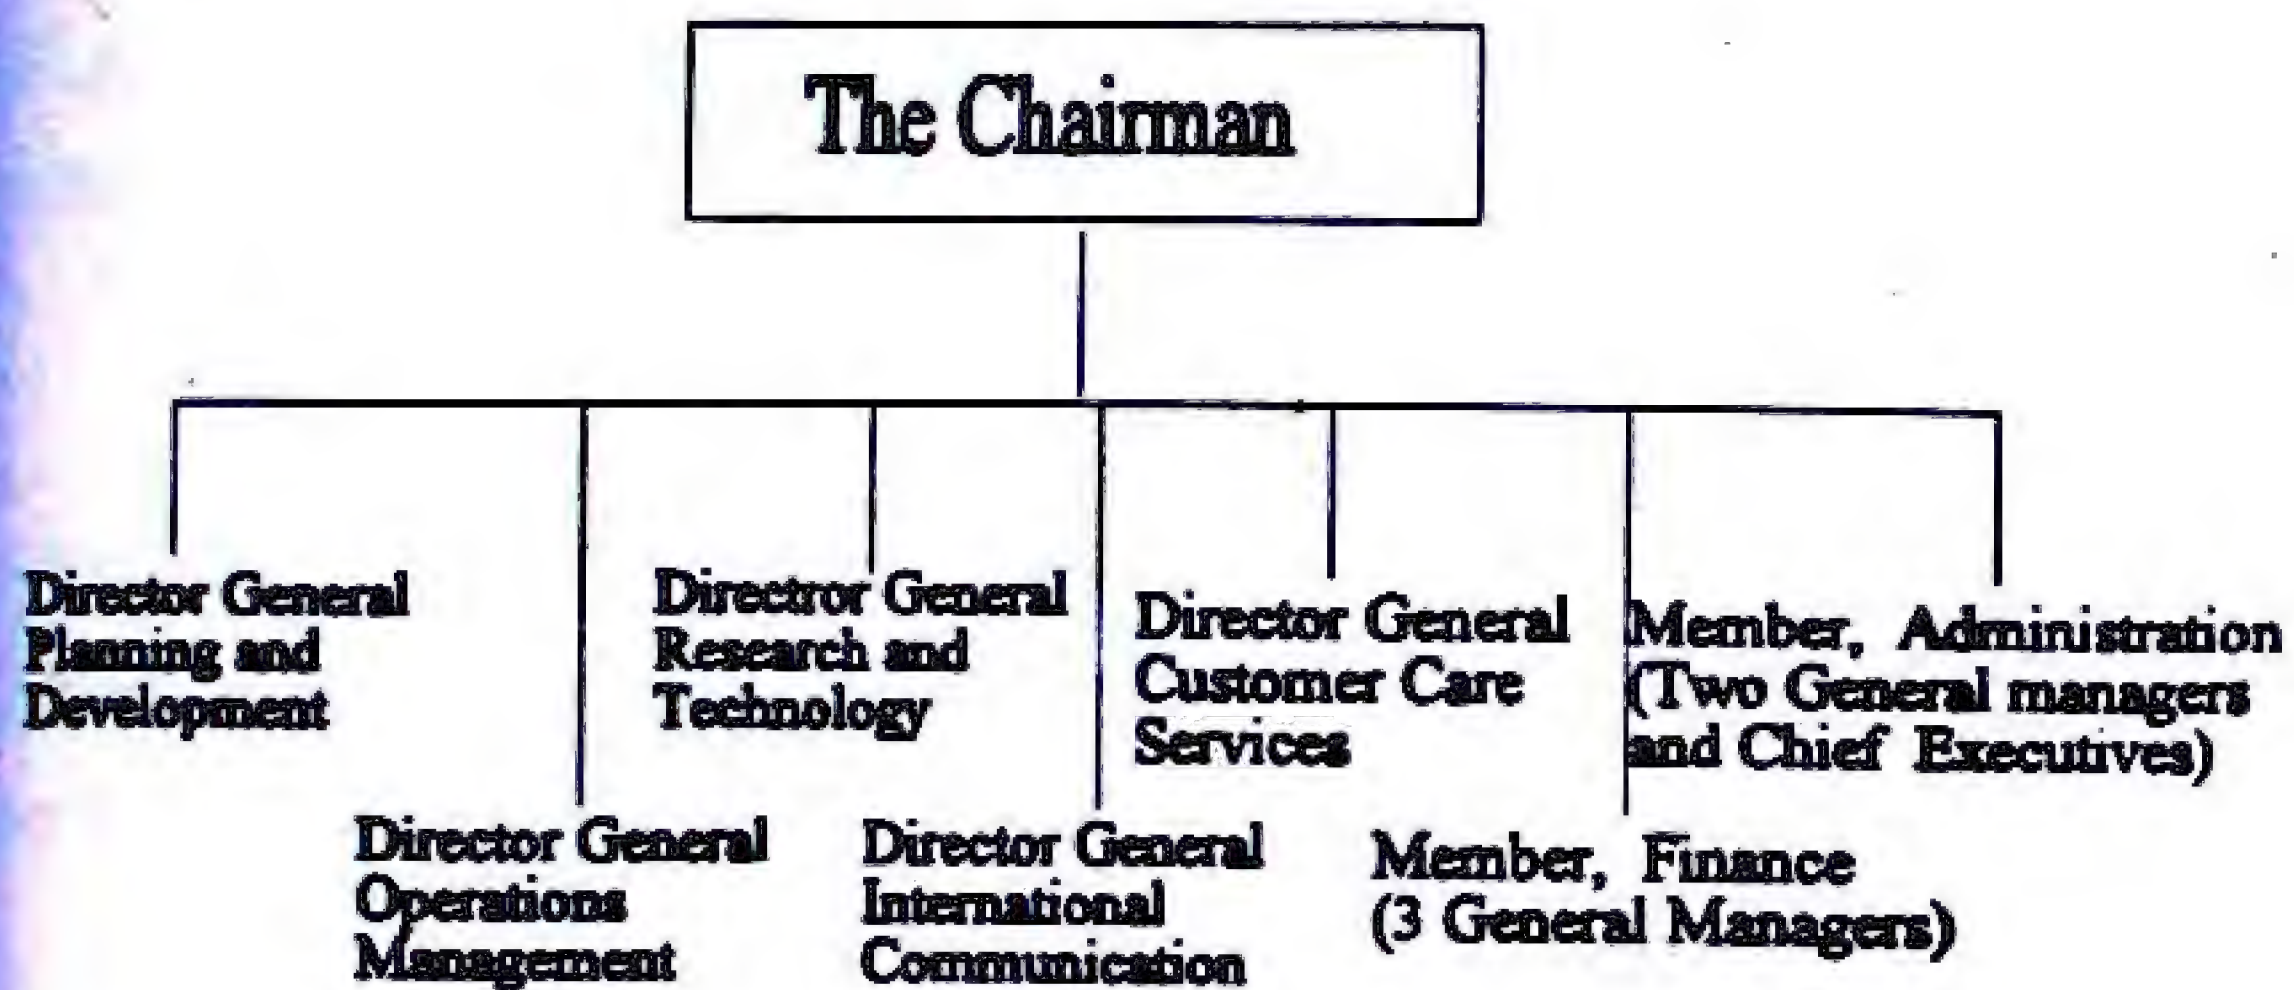 The Chairman
Director General
Planning and
Development
Directror General
Research and
Technology
Director General
Customer Care
Services
Member, Administration
(Two General managers
and Chief Executives)
Director General
Operations
Management
Director General
International
Communication
Member, Finance
(3 General Managers)